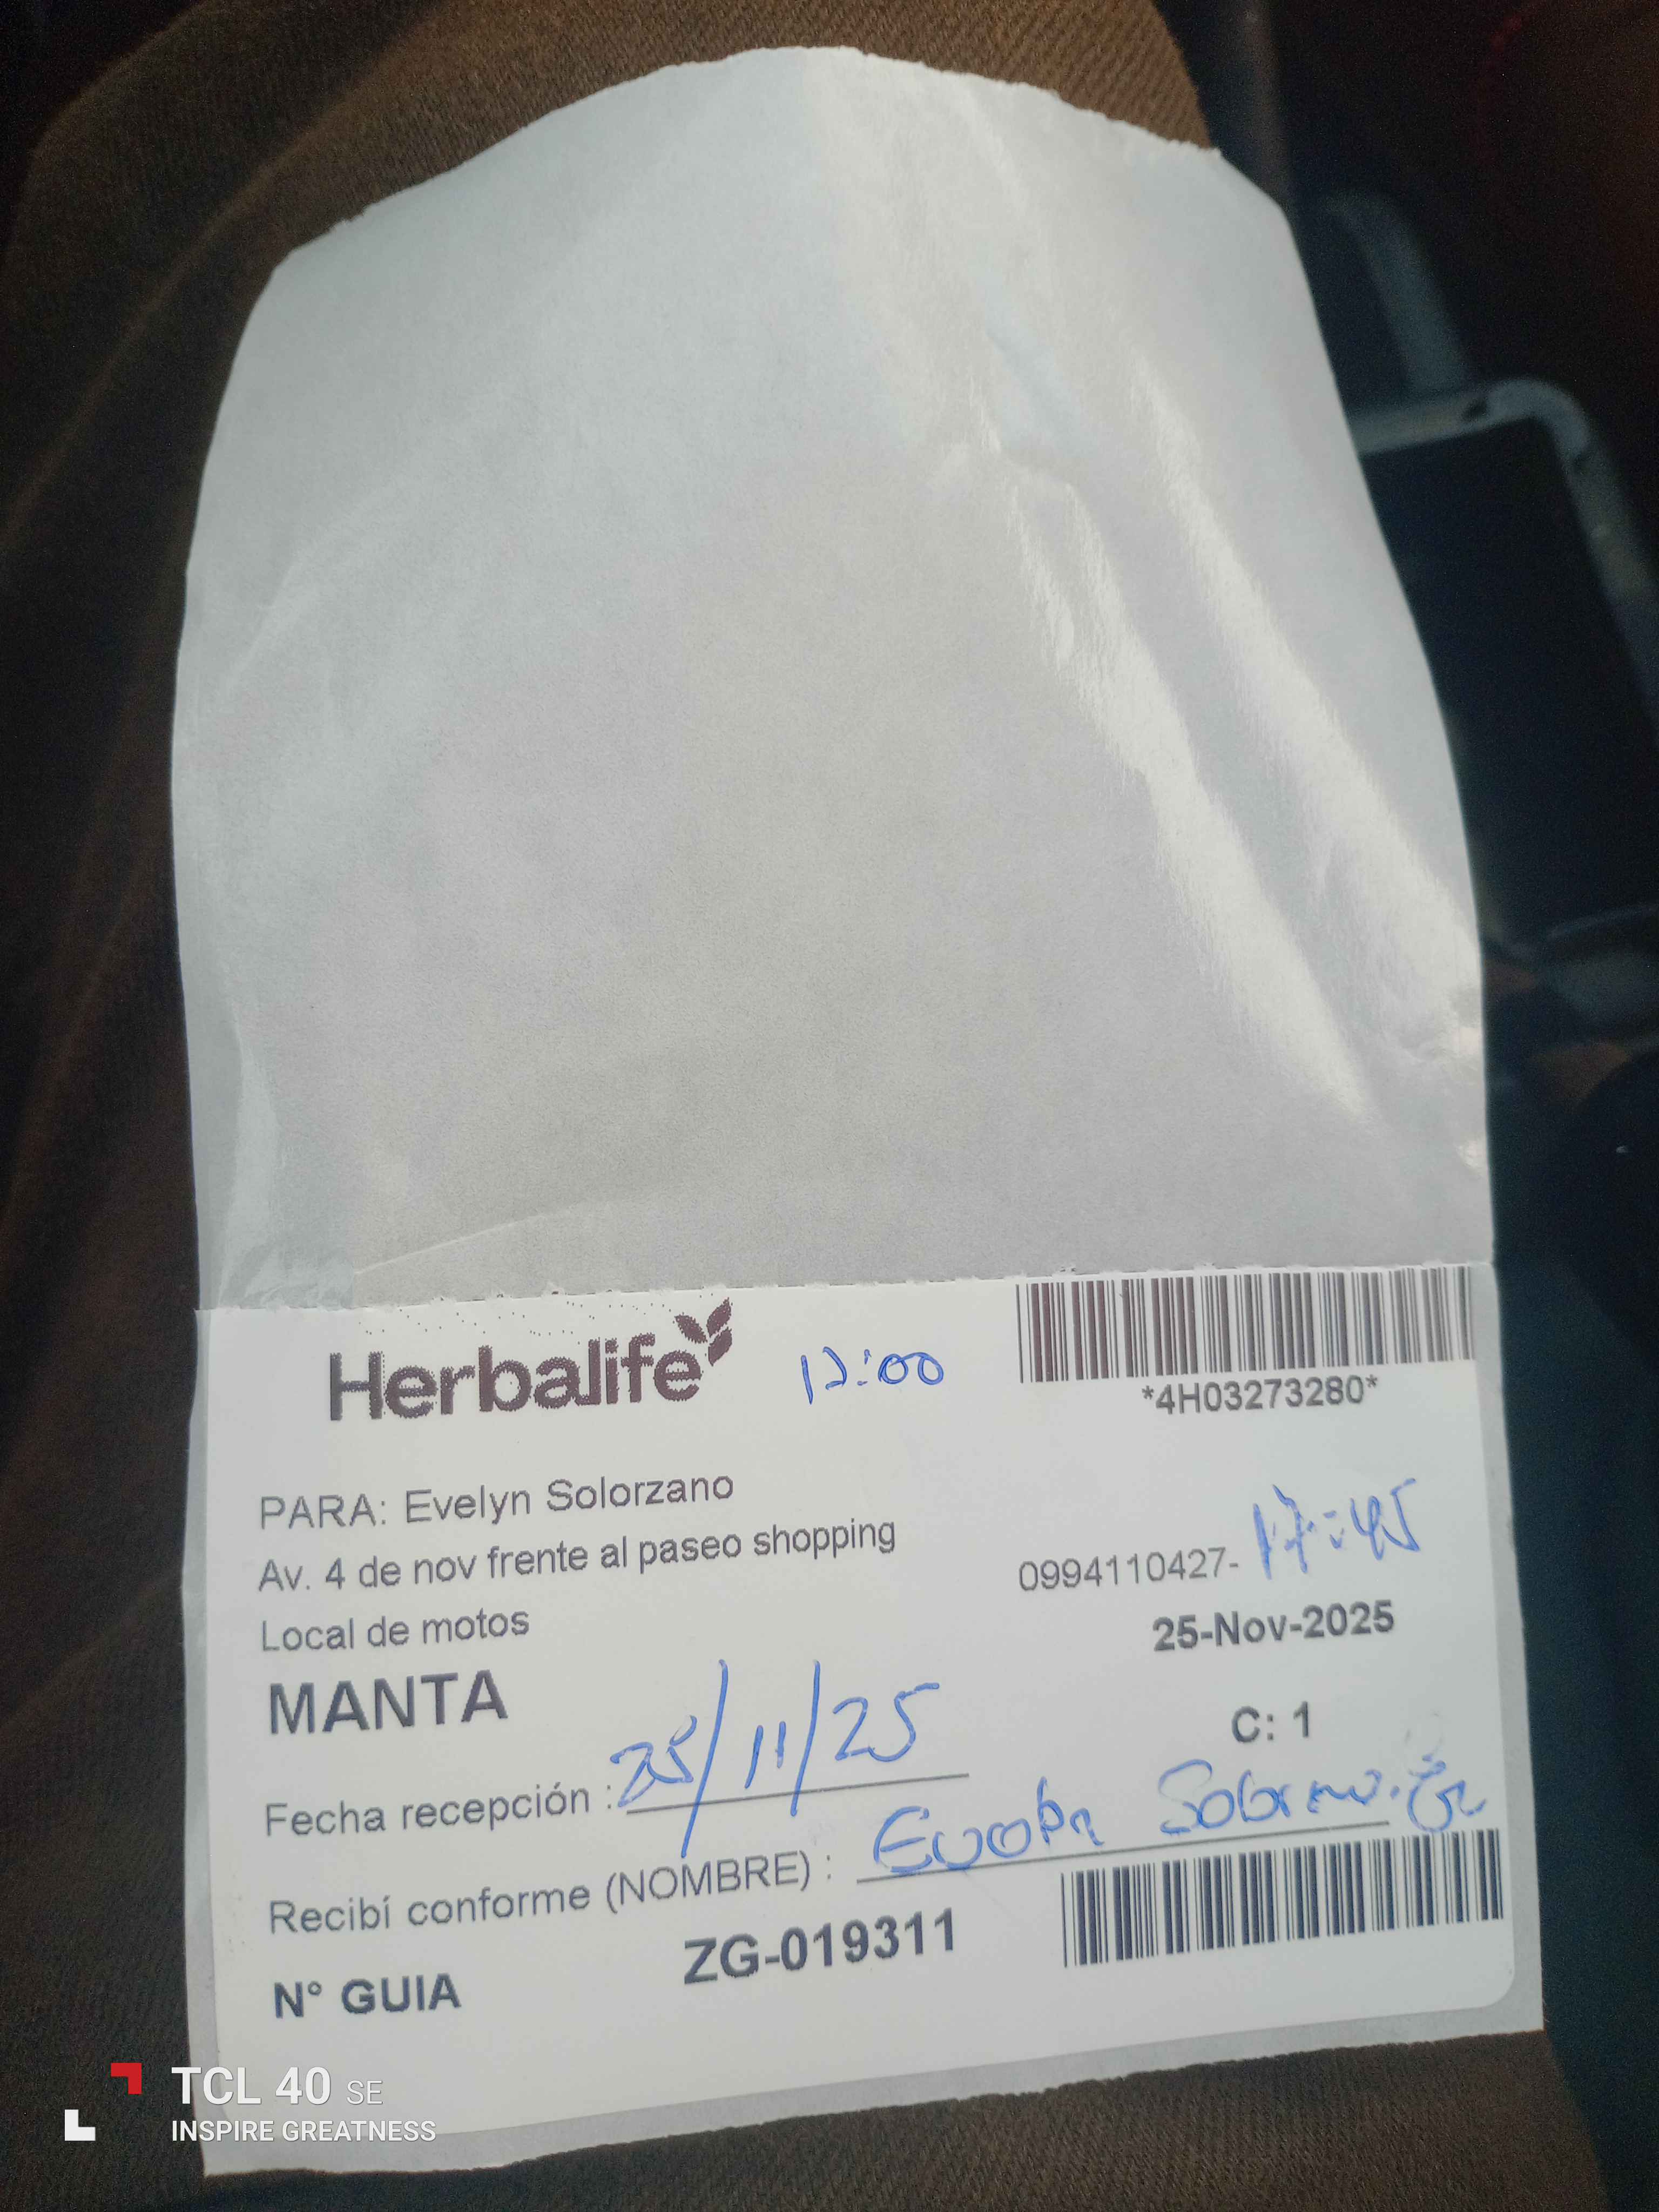 Herbalife
12:00
*4H03273280*
PARA: Evelyn Solorzano
Av. 4 de nov frente al paseo shopping
0994110427-
17:45
Local de motos
25-Nov-2025
MANTA
C: 1
Fecha recepción : 25/11/25
Recibí conforme (NOMBRE) :
N° GUIA ZG-019311
TCL 40 SE
INSPIRE GREATNESS